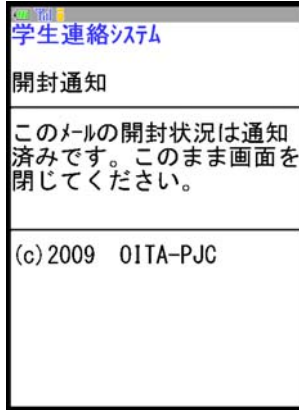 学生連絡ｼｽﾃﾑ
開封通知
このﾒｰﾙの開封状況は通知
済みです。このまま画面を
閉じてください。
(c)2009 OITA-PJC